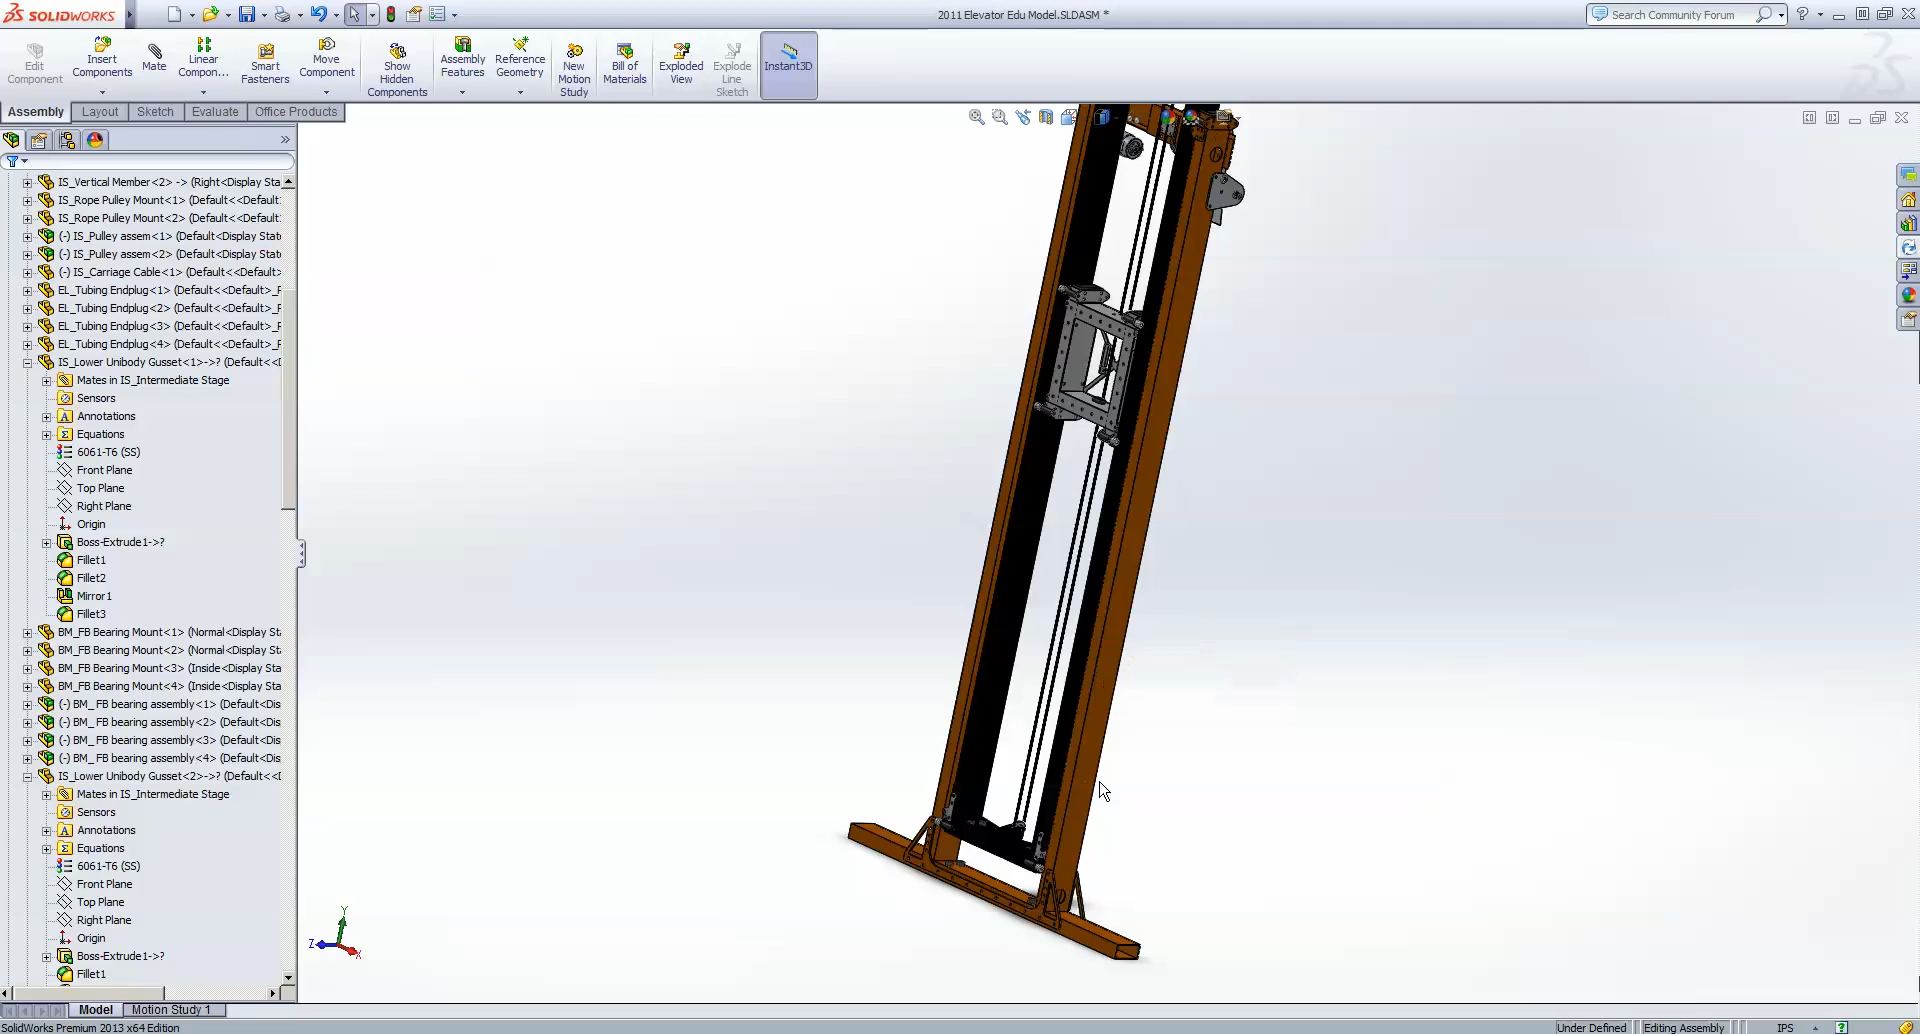 SOLIDWORKS
2011 Elevator Edu Model.SLDASM *
Search Community Forum
Edit Component
Insert Components
Mate
Linear Compon...
Smart Fasteners
Move Component
Show Hidden Components
Assembly Features
Reference Geometry
New Motion Study
Bill of Materials
Exploded View
Explode Line Sketch
Instant3D
Assembly Layout Sketch Evaluate Office Products
IS_Vertical Member<2> -> (Right<Display Sta
IS_Rope Pulley Mount<1> (Default<<Default
IS_Rope Pulley Mount<2> (Default<<Default
(-) IS_Pulley assem<1> (Default<Display Stat
(-) IS_Pulley assem<2> (Default<Display Stat
(-) IS_Carriage Cable<1> (Default<<Default>
EL_Tubing Endplug<1> (Default<<Default>_F
EL_Tubing Endplug<2> (Default<<Default>_F
EL_Tubing Endplug<3> (Default<<Default>_F
EL_Tubing Endplug<4> (Default<<Default>_F
IS_Lower Unibody Gusset<1>->? (Default<<D
Mates in IS_Intermediate Stage
Sensors
Annotations
Equations
6061-T6 (SS)
Front Plane
Top Plane
Right Plane
Origin
Boss-Extrude1->?
Fillet1
Fillet2
Mirror1
Fillet3
BM_FB Bearing Mount<1> (Normal<Display St
BM_FB Bearing Mount<2> (Normal<Display St
BM_FB Bearing Mount<3> (Inside<Display Sta
BM_FB Bearing Mount<4> (Inside<Display Sta
(-) BM_ FB bearing assembly<1> (Default<Dis
(-) BM_ FB bearing assembly<2> (Default<Dis
(-) BM_ FB bearing assembly<3> (Default<Dis
(-) BM_ FB bearing assembly<4> (Default<Dis
IS_Lower Unibody Gusset<2>->? (Default<<D
Mates in IS_Intermediate Stage
Sensors
Annotations
Equations
6061-T6 (SS)
Front Plane
Top Plane
Right Plane
Origin
Boss-Extrude1->?
Fillet1
Y
Z
X
Model Motion Study 1
SolidWorks Premium 2013 x64 Edition
Under Defined Editing Assembly IPS